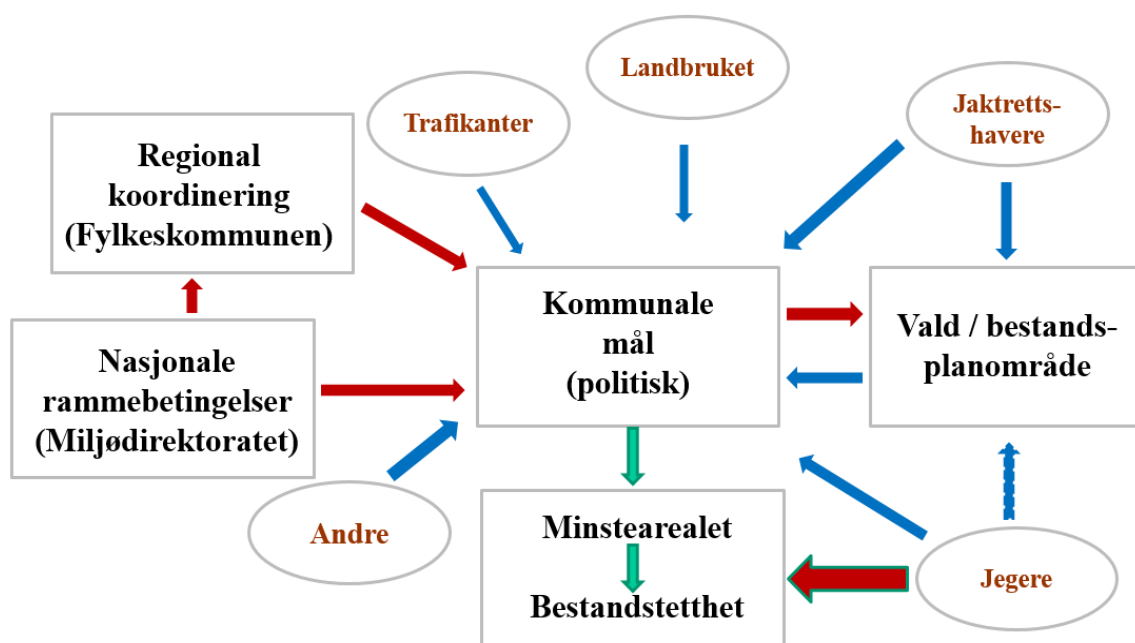 Landbruket
Trafikanter
Jaktretts-
havere
Regional
koordinering
(Fylkeskommunen)
Kommunale
mål
(politisk)
Vald / bestands-
planområde
Nasjonale
rammebetingelser
(Miljødirektoratet)
Andre
Minstearealet
Bestandstetthet
Jegere